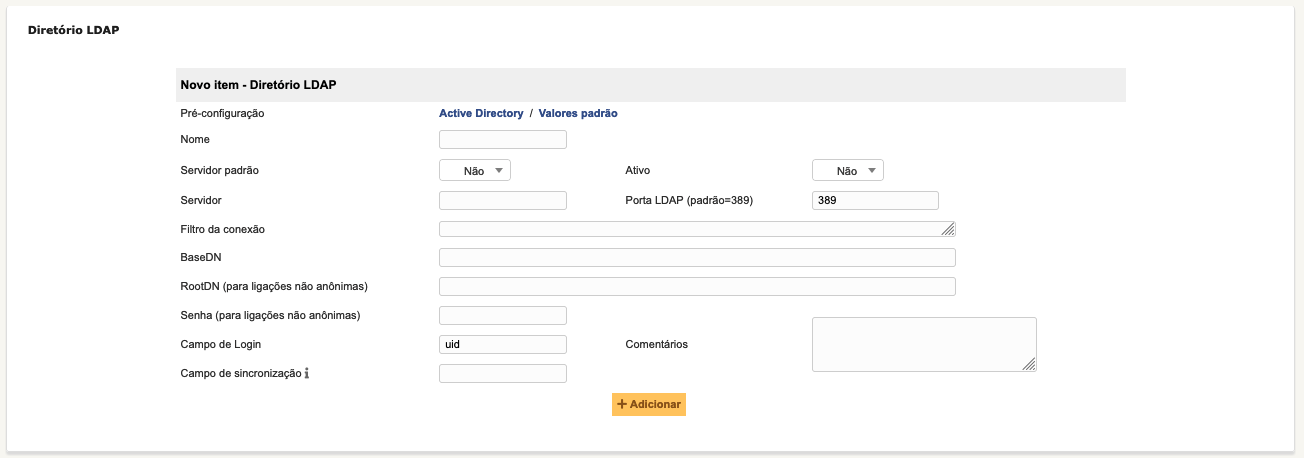 Diretório LDAP
Novo item - Diretório LDAP
Pré-configuração Active Directory / Valores padrão
Nome
Servidor padrão Não Ativo Não
Servidor Porta LDAP (padrão=389) 389
Filtro da conexão
BaseDN
RootDN (para ligações não anônimas)
Senha (para ligações não anônimas)
Campo de Login uid Comentários
Campo de sincronização
Adicionar